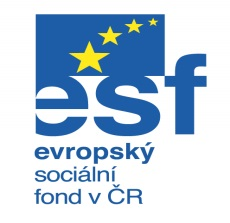 esf
evropský
sociální
fond v ČR